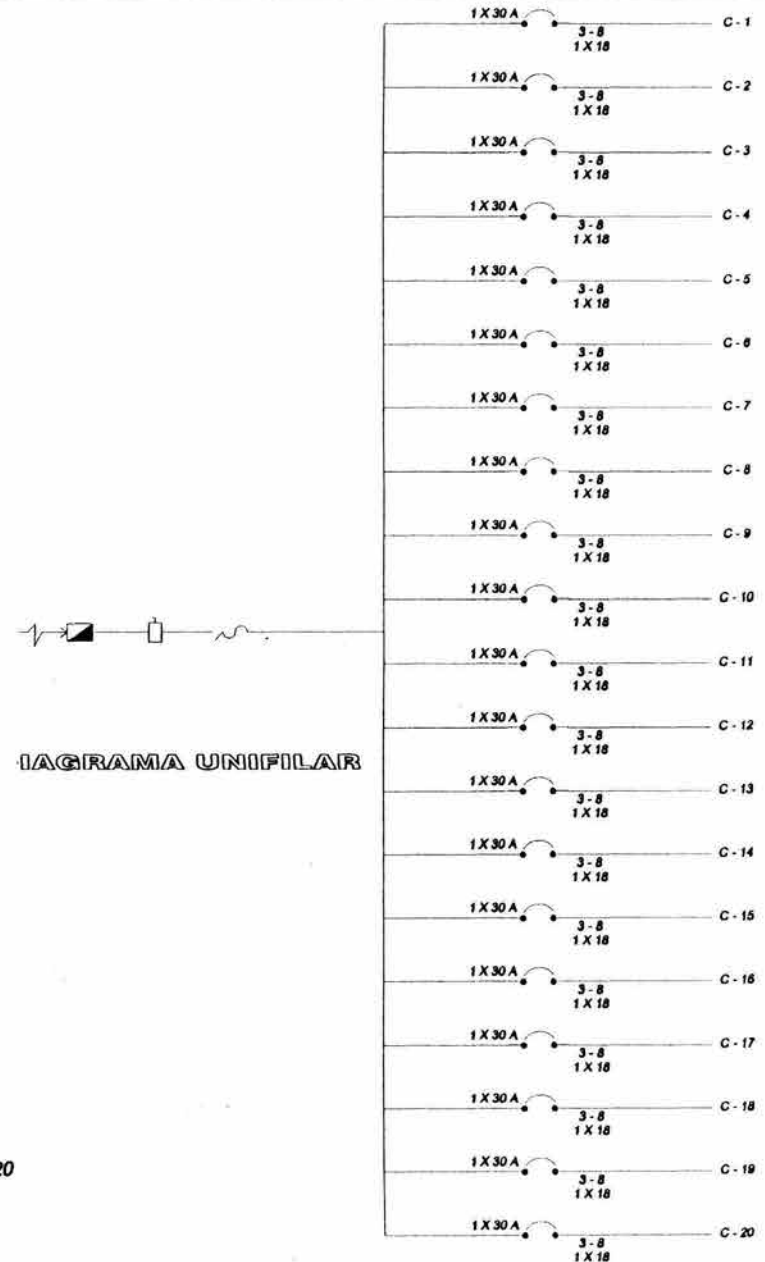 1 X 30 A
3 - 8
1 X 18
C - 1
1 X 30 A
3 - 8
1 X 18
C - 2
1 X 30 A
3 - 8
1 X 18
C - 3
1 X 30 A
3 - 8
1 X 18
C - 4
1 X 30 A
3 - 8
1 X 18
C - 5
1 X 30 A
3 - 8
1 X 18
C - 6
1 X 30 A
3 - 8
1 X 18
C - 7
1 X 30 A
3 - 8
1 X 18
C - 8
1 X 30 A
3 - 8
1 X 18
C - 9
1 X 30 A
3 - 8
1 X 18
C - 10
1 X 30 A
3 - 8
1 X 18
C - 11
1 X 30 A
3 - 8
1 X 18
C - 12
IAGRAMA UNIFILAR
1 X 30 A
3 - 8
1 X 18
C - 13
1 X 30 A
3 - 8
1 X 18
C - 14
1 X 30 A
3 - 8
1 X 18
C - 15
1 X 30 A
3 - 8
1 X 18
C - 16
1 X 30 A
3 - 8
1 X 18
C - 17
1 X 30 A
3 - 8
1 X 18
C - 18
20
1 X 30 A
3 - 8
1 X 18
C - 19
1 X 30 A
3 - 8
1 X 18
C - 20